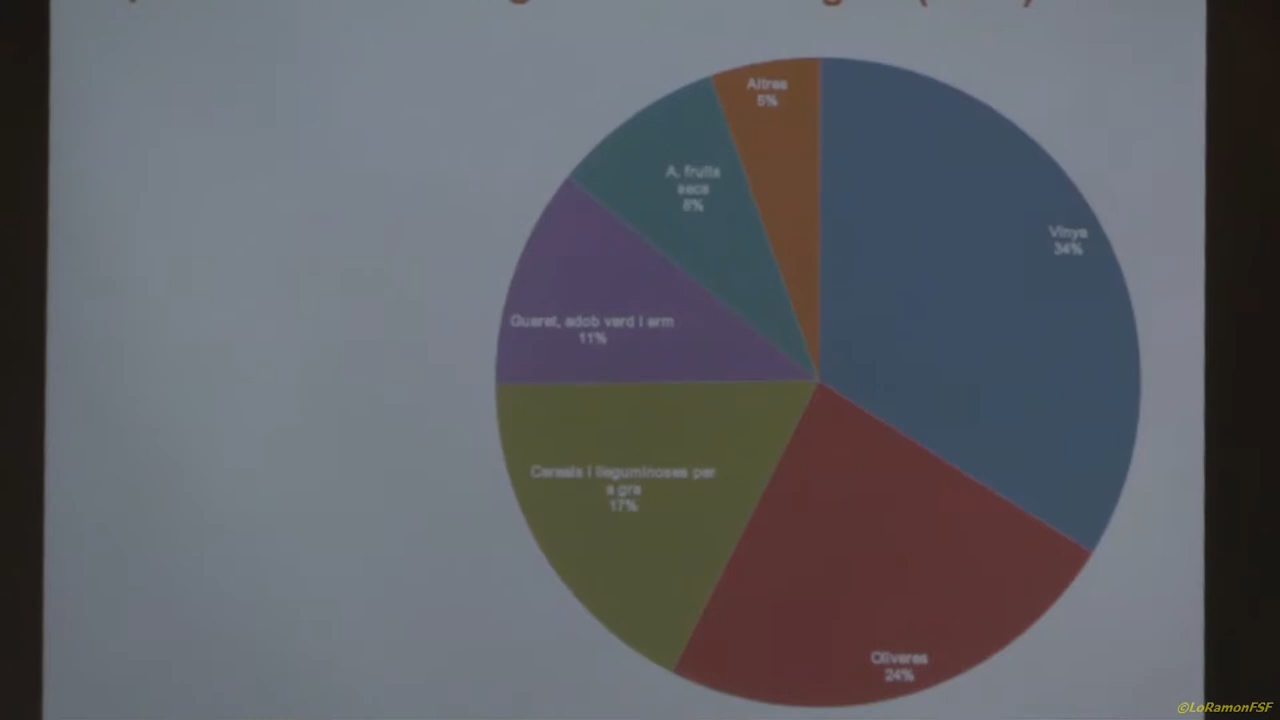 Altres
5%
A. fruits
secs
8%
Vinya
34%
Guaret, adob verd i erm
11%
Cereals i lleguminoses per
a gra
17%
Oliveres
24%
©LoRamonFSF